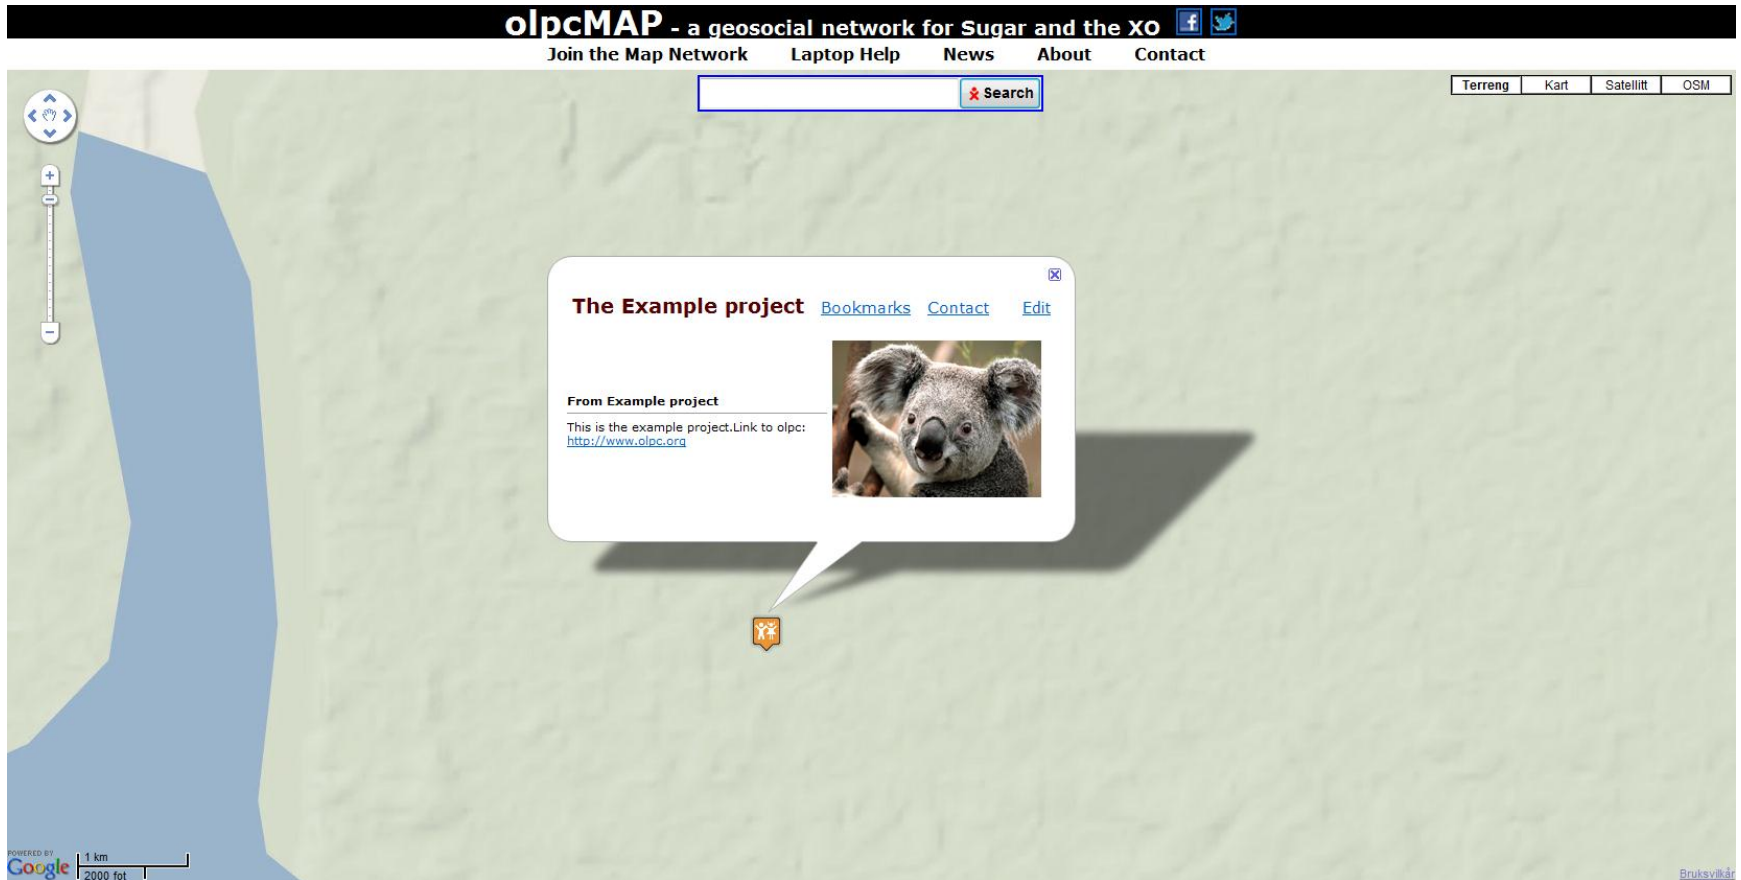 olpcMAP - a geosocial network for Sugar and the XO
Join the Map Network Laptop Help News About Contact
Search
Terreng Kart Satellitt OSM
The Example project Bookmarks Contact Edit
From Example project
This is the example project.Link to olpc:
http://www.olpc.org
POWERED BY
Google
1 km
2000 fot
Bruksvilkår